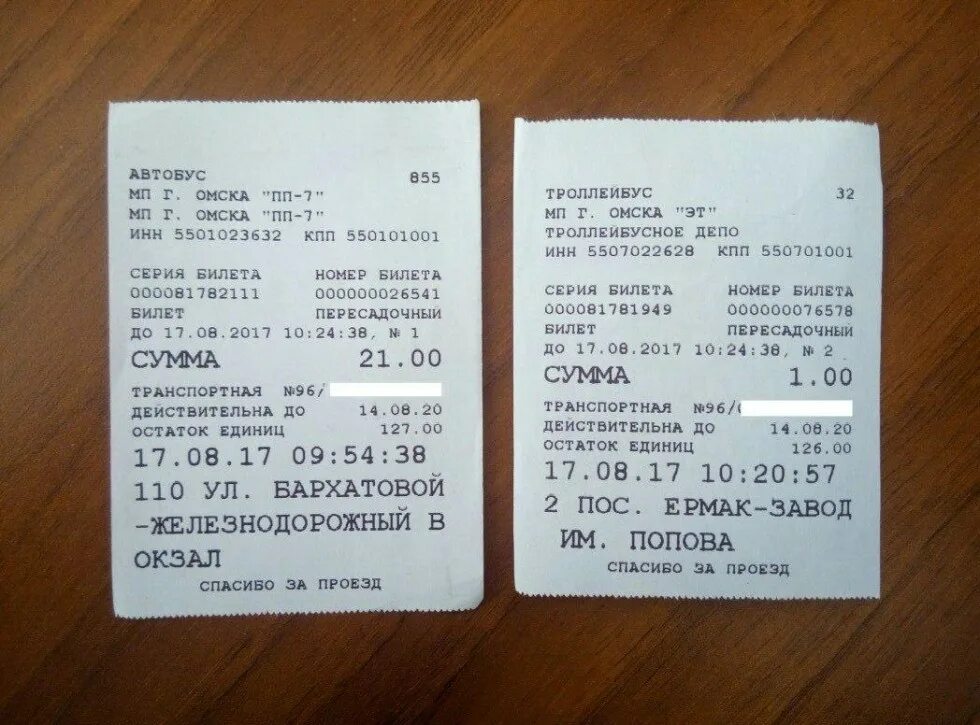 АВТОБУС 855
МП Г. ОМСКА "ПП-7"
МП Г. ОМСКА "ПП-7"
ИНН 5501023632 КПП 550101001
СЕРИЯ БИЛЕТА НОМЕР БИЛЕТА
000081782111 000000026541
БИЛЕТ ПЕРЕСАДОЧНЫЙ
ДО 17.08.2017 10:24:38, № 1
СУММА 21.00
ТРАНСПОРТНАЯ №96/
ДЕЙСТВИТЕЛЬНА ДО 14.08.20
ОСТАТОК ЕДИНИЦ 127.00
17.08.17 09:54:38
110 УЛ. БАРХАТОВОЙ
-ЖЕЛЕЗНОДОРОЖНЫЙ В
ОКЗАЛ
СПАСИБО ЗА ПРОЕЗД
ТРОЛЛЕЙБУС 32
МП Г. ОМСКА "ЭТ"
ТРОЛЛЕЙБУСНОЕ ДЕПО
ИНН 5507022628 КПП 550701001
СЕРИЯ БИЛЕТА НОМЕР БИЛЕТА
000081781949 000000076578
БИЛЕТ ПЕРЕСАДОЧНЫЙ
ДО 17.08.2017 10:24:38, № 2
СУММА 1.00
ТРАНСПОРТНАЯ №96/
ДЕЙСТВИТЕЛЬНА ДО 14.08.20
ОСТАТОК ЕДИНИЦ 126.00
17.08.17 10:20:57
2 ПОС. ЕРМАК-ЗАВОД
ИМ. ПОПОВА
СПАСИБО ЗА ПРОЕЗД